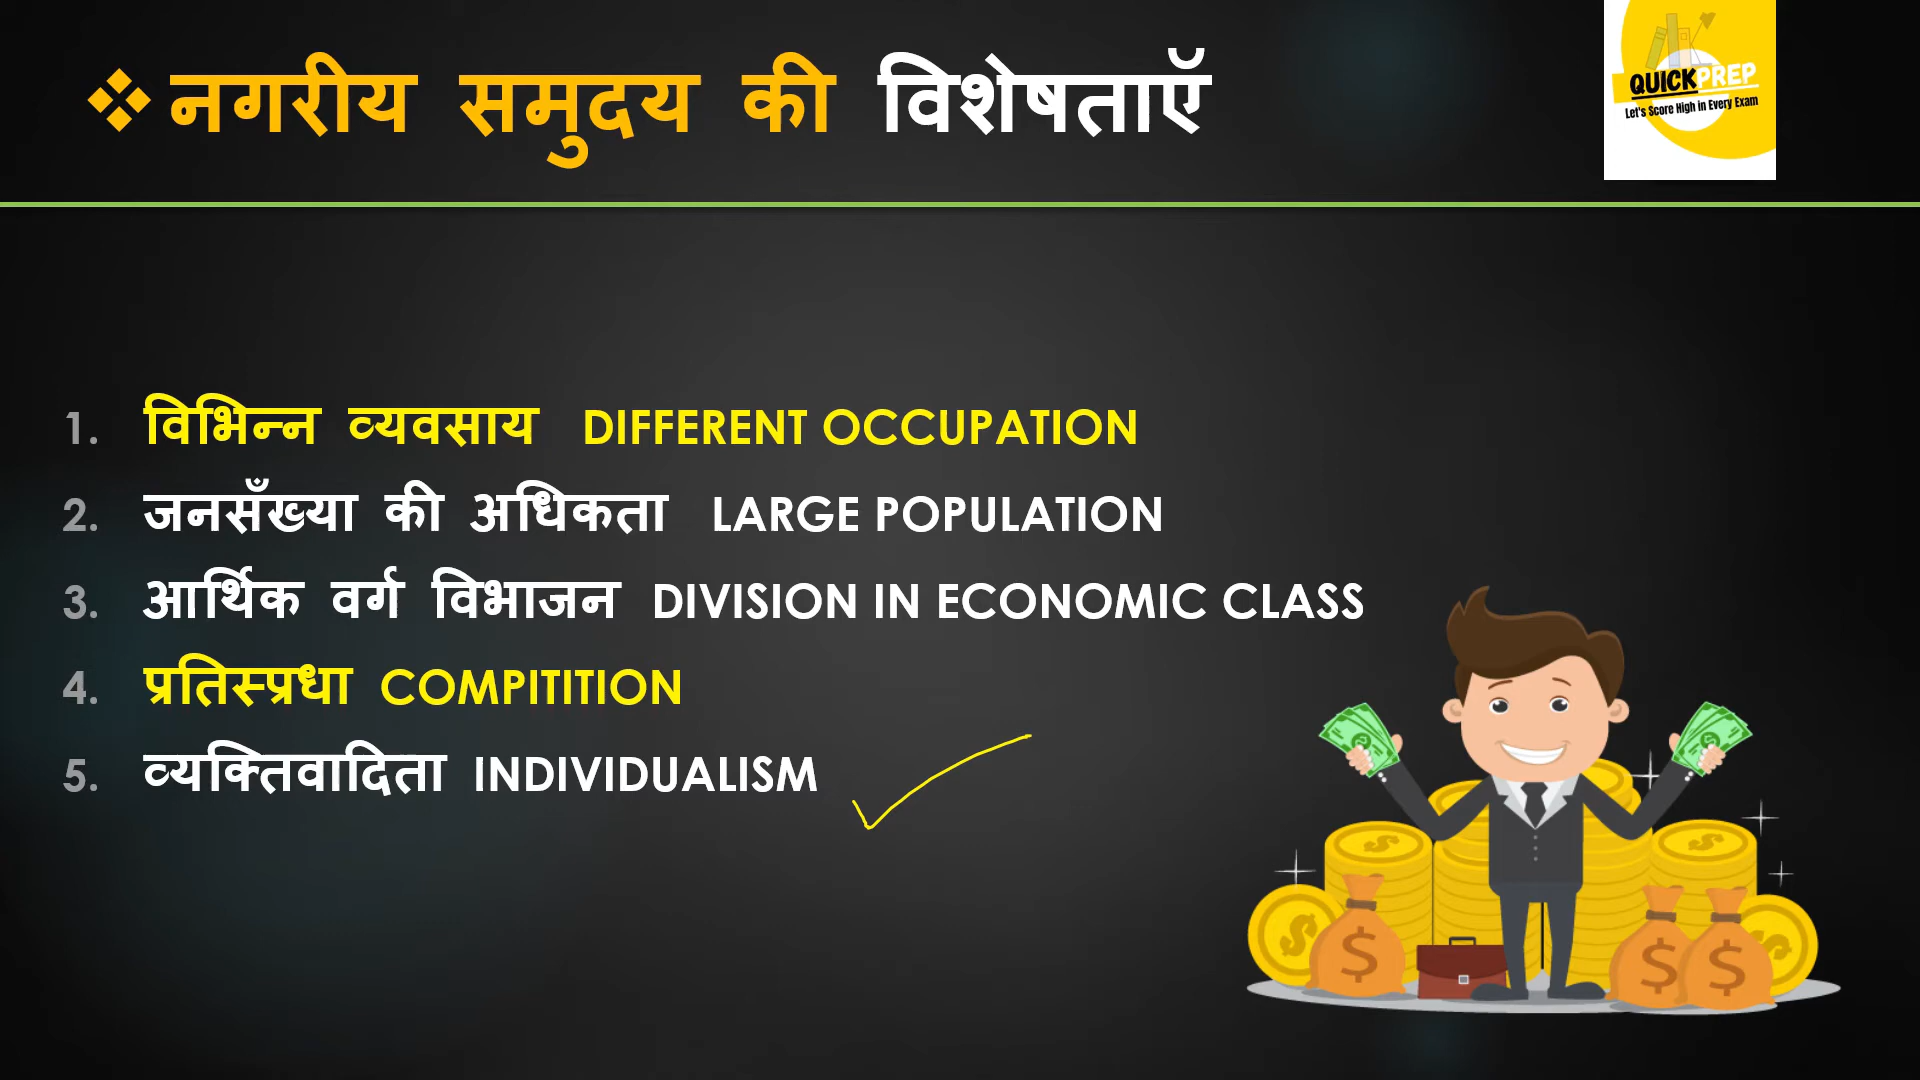 ❖ नगरीय समुदय की विशेषताऍ
QUICKPREP
Let's Score High in Every Exam
1. विभिन्न व्यवसाय DIFFERENT OCCUPATION
2. जनसँख्या की अधिकता LARGE POPULATION
3. आर्थिक वर्ग विभाजन DIVISION IN ECONOMIC CLASS
4. प्रतिस्प्रधा COMPITITION
5. व्यक्तिवादिता INDIVIDUALISM